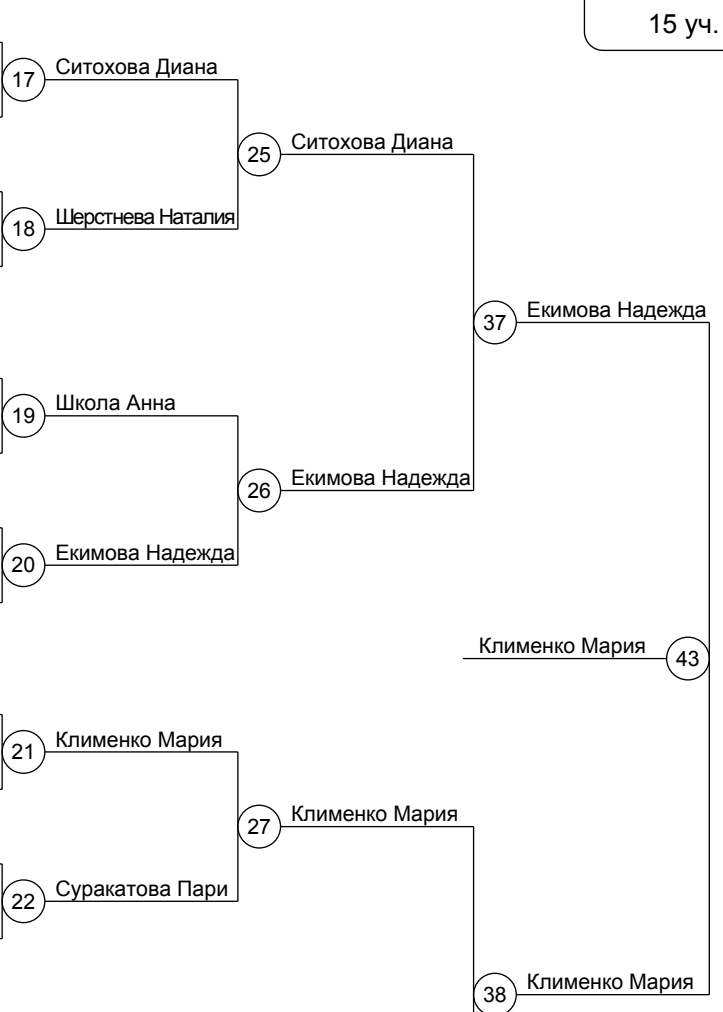 15 уч.
17 Ситохова Диана
25 Ситохова Диана
18 Шерстнева Наталия
37 Екимова Надежда
19 Школа Анна
26 Екимова Надежда
20 Екимова Надежда
Клименко Мария 43
21 Клименко Мария
27 Клименко Мария
22 Суракатова Пари
38 Клименко Мария